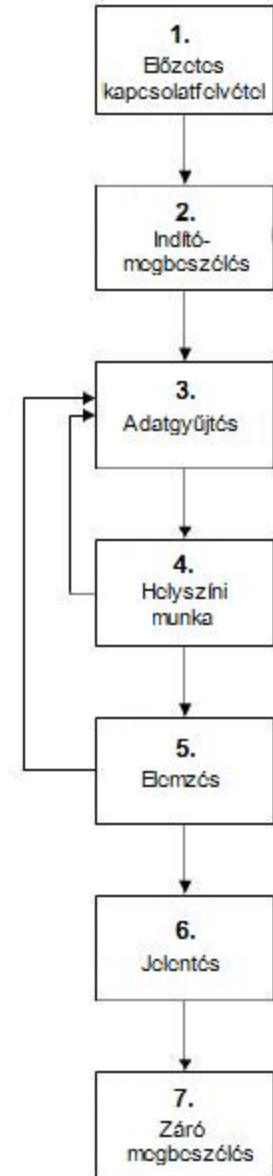 1.
Előzetes
kapcsolatfelvétel
2.
Indító-
megbeszélés
3.
Adatgyűjtés
4.
Helyszíni
munka
5.
Elemzés
6.
Jelentés
7.
Záró
megbeszélés